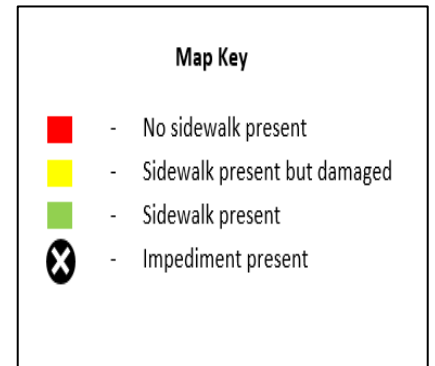 Map Key
- No sidewalk present
- Sidewalk present but damaged
- Sidewalk present
- Impediment present